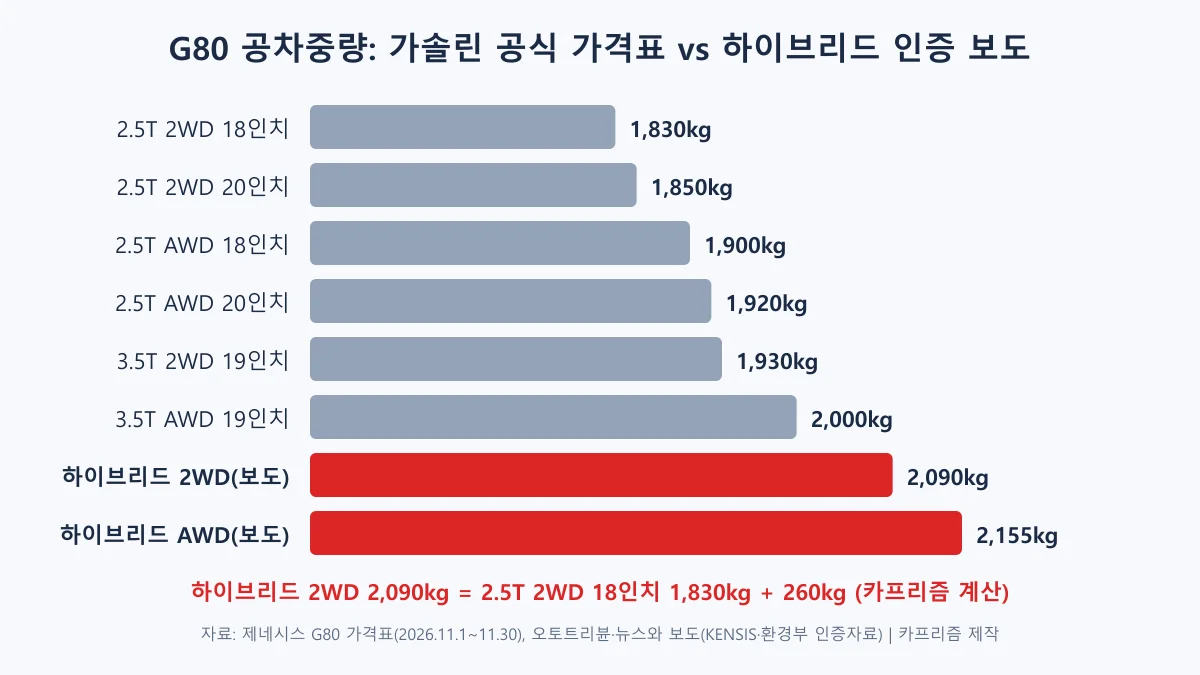 G80 공차중량: 가솔린 공식 가격표 vs 하이브리드 인증 보도
2.5T 2WD 18인치 1,830kg
2.5T 2WD 20인치 1,850kg
2.5T AWD 18인치 1,900kg
2.5T AWD 20인치 1,920kg
3.5T 2WD 19인치 1,930kg
3.5T AWD 19인치 2,000kg
하이브리드 2WD(보도) 2,090kg
하이브리드 AWD(보도) 2,155kg
하이브리드 2WD 2,090kg = 2.5T 2WD 18인치 1,830kg + 260kg (카프리즘 계산)
자료: 제네시스 G80 가격표(2026.11.1~11.30), 오토트리뷴·뉴스와 보도(KENSIS·환경부 인증자료) | 카프리즘 제작